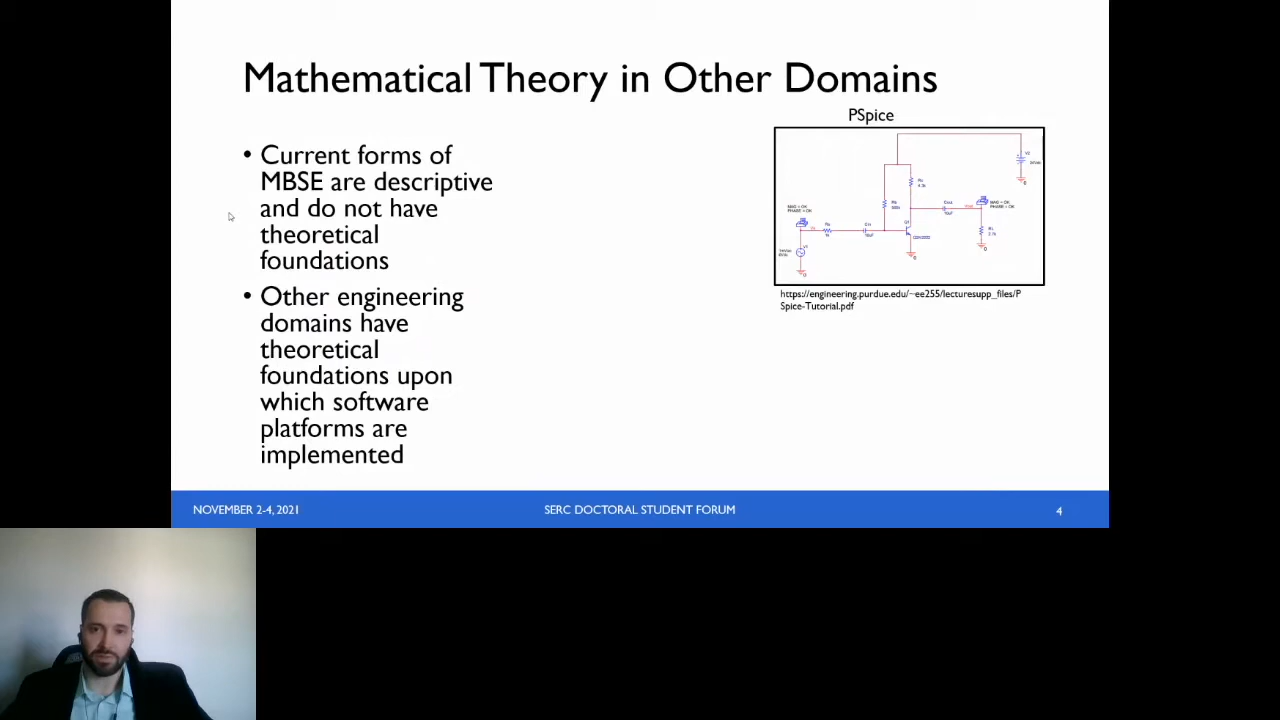 Mathematical Theory in Other Domains
• Current forms of
MBSE are descriptive
and do not have
theoretical
foundations
• Other engineering
domains have
theoretical
foundations upon
which software
platforms are
implemented
PSpice
https://engineering.purdue.edu/~ee255/lecturesupp_files/P
Spice-Tutorial.pdf
NOVEMBER 2-4, 2021
SERC DOCTORAL STUDENT FORUM
4